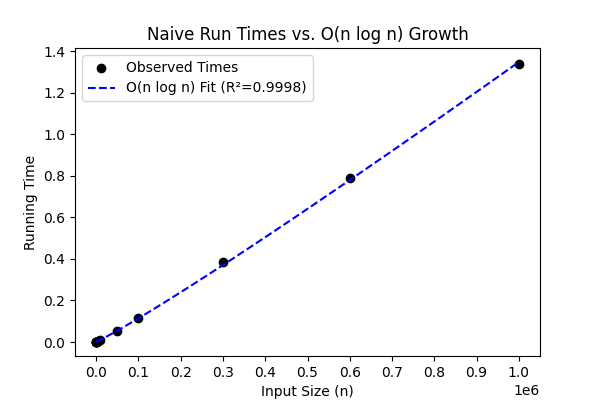 Naive Run Times vs. O(n log n) Growth
Observed Times
O(n log n) Fit (R²=0.9998)
Running Time
1.4
1.2
1.0
0.8
0.6
0.4
0.2
0.0
0.0 0.1 0.2 0.3 0.4 0.5 0.6 0.7 0.8 0.9 1.0
1e6
Input Size (n)